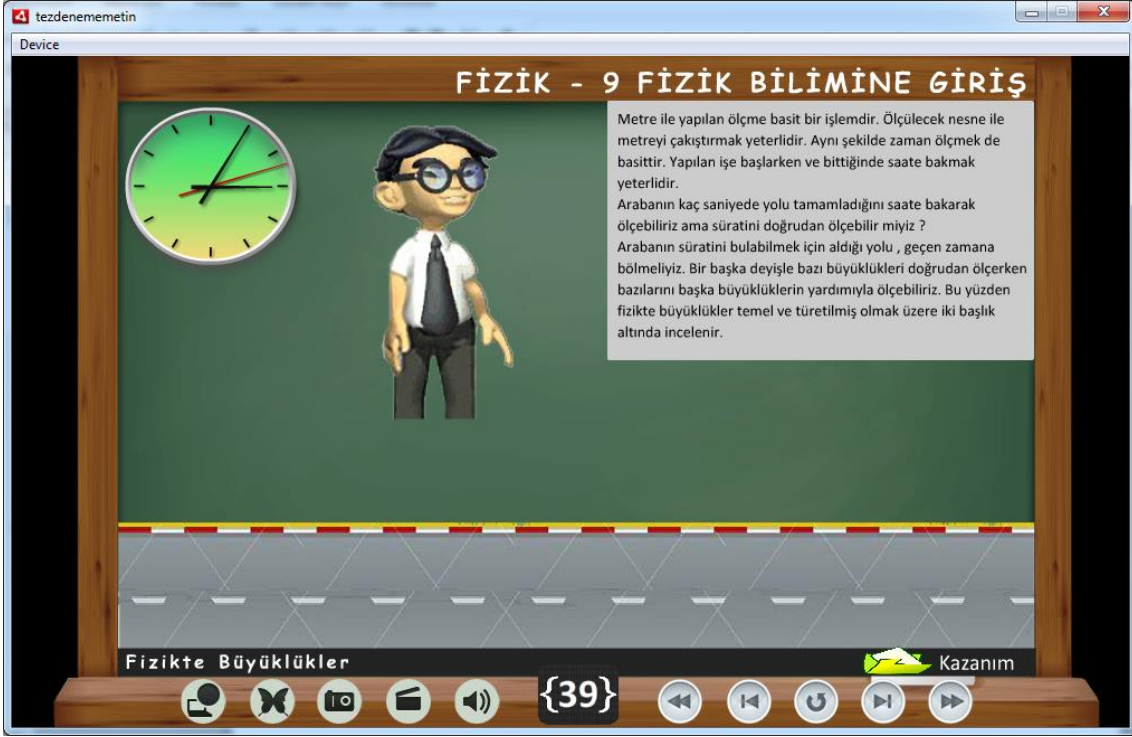 tezdenememetin
Device
FİZİK - 9 FİZİK BİLİMİNE GİRİŞ
Metre ile yapılan ölçme basit bir işlemdir. Ölçülecek nesne ile
metreyi çakıştırmak yeterlidir. Aynı şekilde zaman ölçmek de
basittir. Yapılan işe başlarken ve bittiğinde saate bakmak
yeterlidir.
Arabanın kaç saniyede yolu tamamladığını saate bakarak
ölçebiliriz ama süratini doğrudan ölçebilir miyiz ?
Arabanın süratini bulabilmek için aldığı yolu , geçen zamana
bölmeliyiz. Bir başka deyişle bazı büyüklükleri doğrudan ölçerken
bazılarını başka büyüklüklerin yardımıyla ölçebiliriz. Bu yüzden
fizikte büyüklükler temel ve türetilmiş olmak üzere iki başlık
altında incelenir.
Fizikte Büyüklükler
Kazanım
{39}